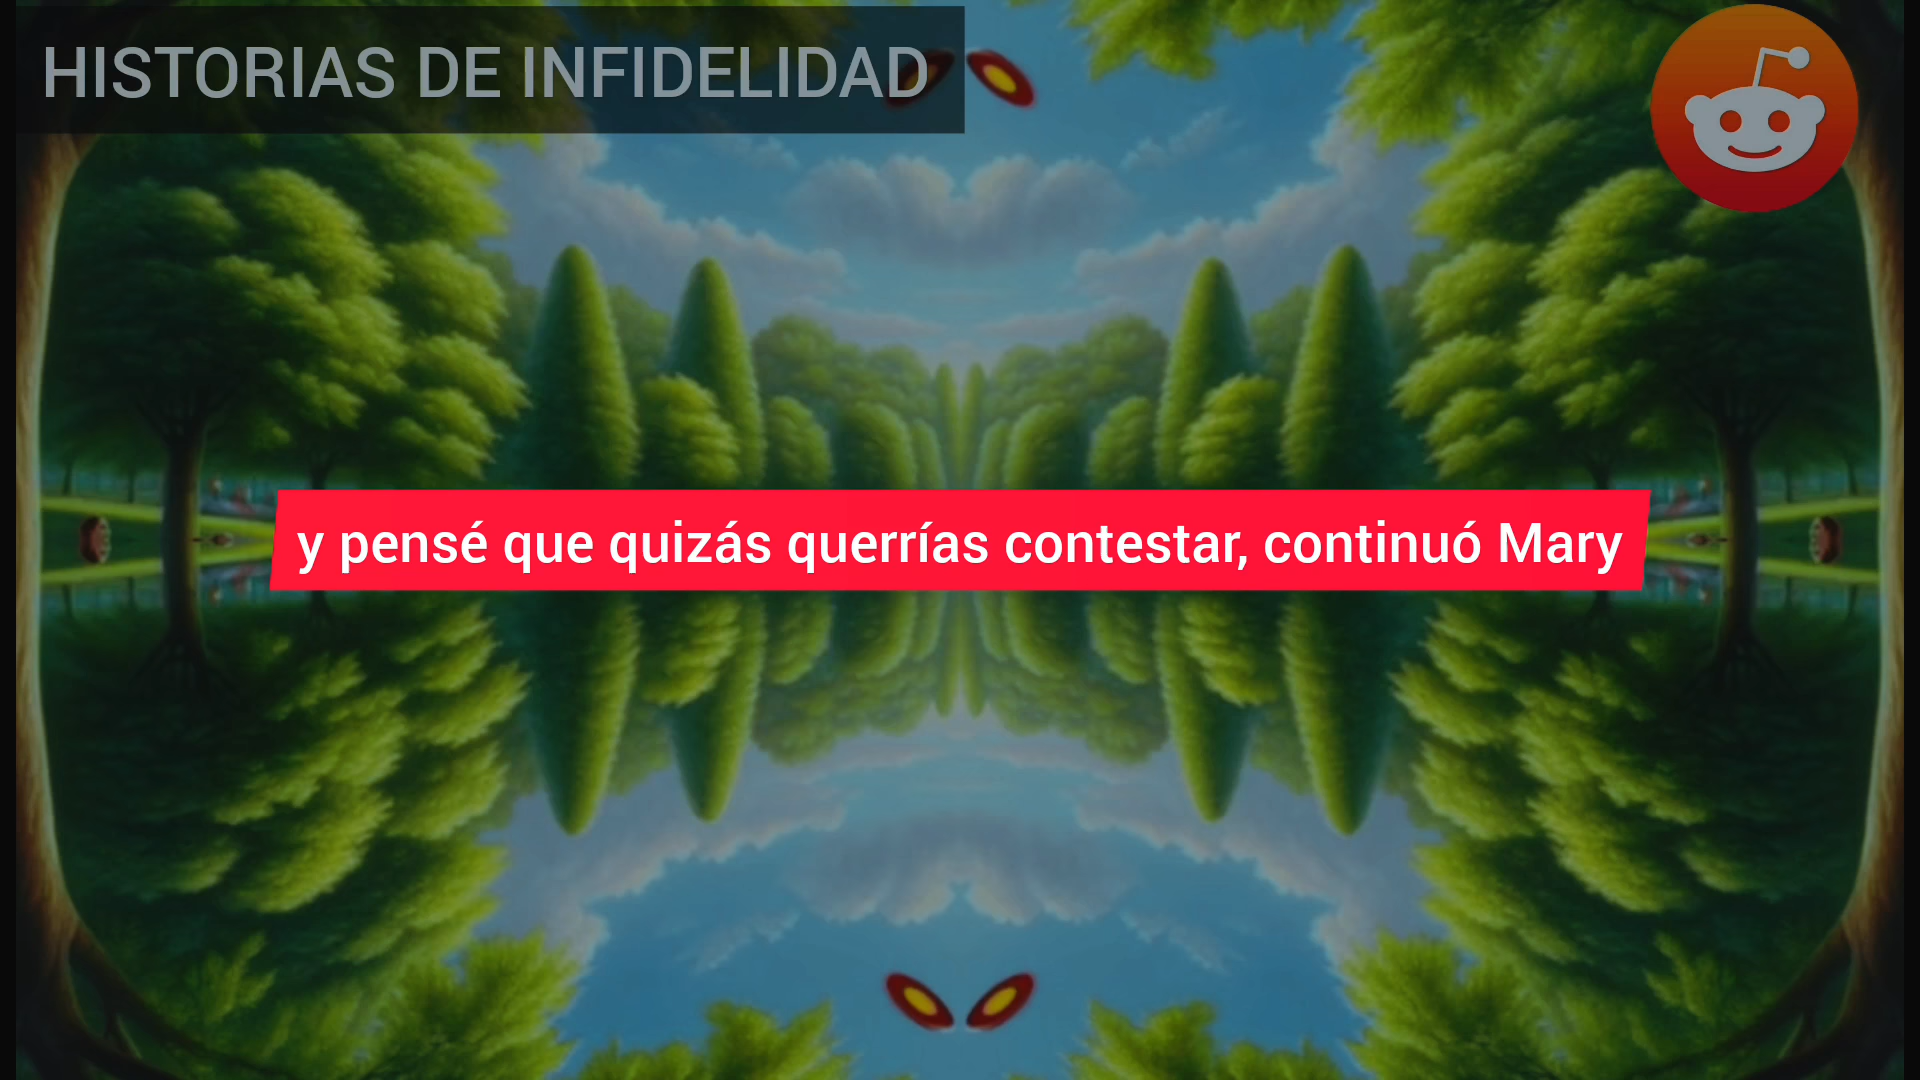 HISTORIAS DE INFIDELIDAD
y pensé que quizás querrías contestar, continuó Mary